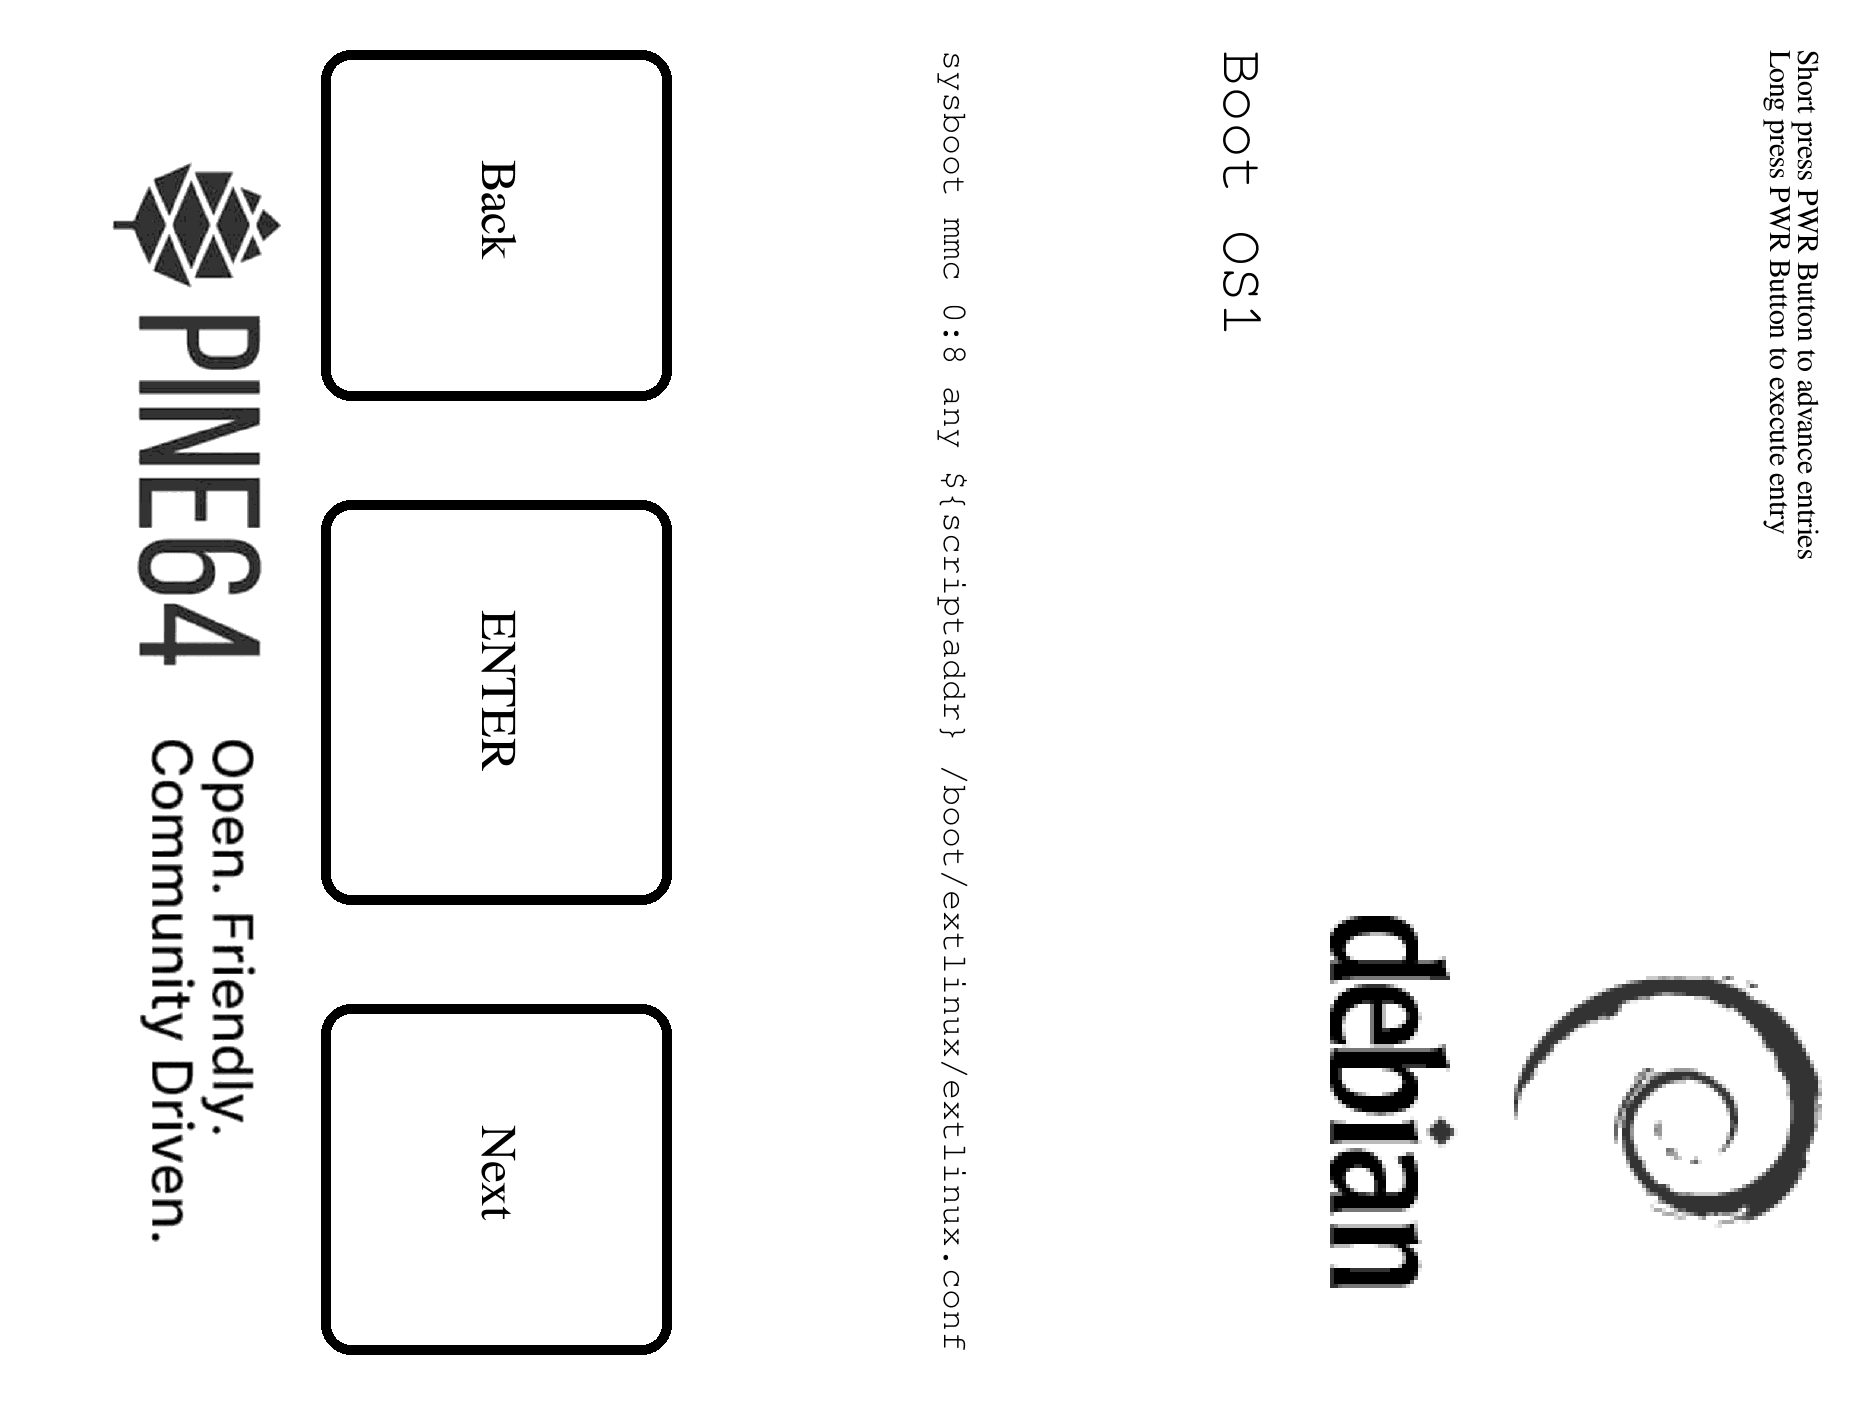 Short press PWR Button to advance entries
Long press PWR Button to execute entry
debian
Boot OS1
sysboot mmc 0:8 any ${scriptaddr} /boot/extlinux/extlinux.conf
Back
ENTER
Next
PINE64
Open. Friendly.
Community Driven.